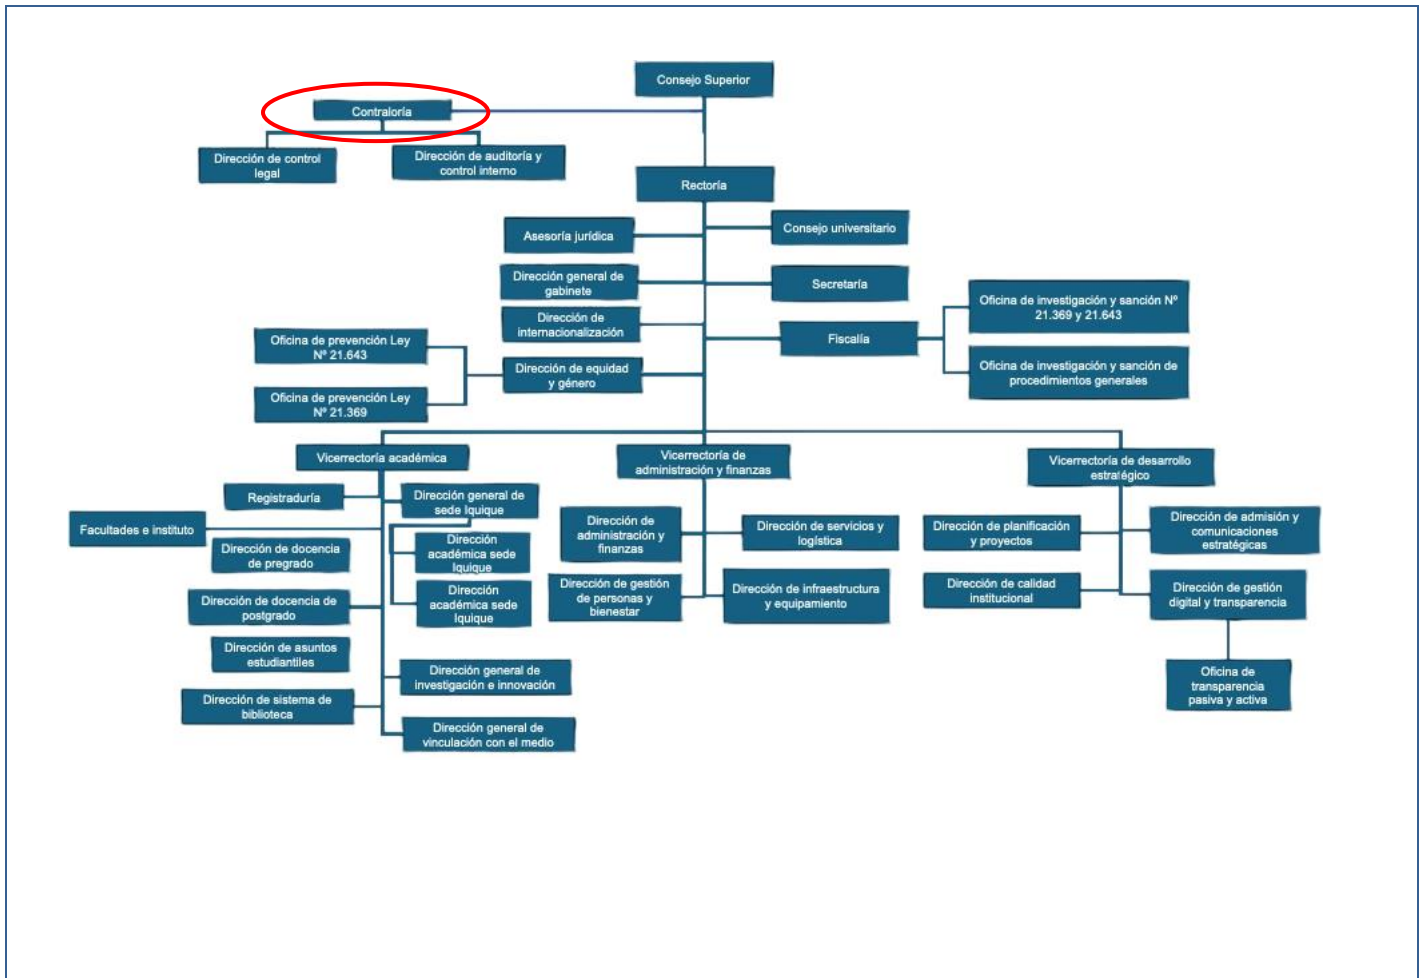 Consejo Superior
Contraloría
Dirección de control
legal
Dirección de auditoría y
control interno
Rectoría
Asesoría jurídica
Consejo universitario
Dirección general de
gabinete
Secretaría
Dirección de
internacionalización
Fiscalía
Oficina de investigación y sanción Nº
21.369 y 21.643
Oficina de investigación y sanción de
procedimientos generales
Oficina de prevención Ley
Nº 21.643
Dirección de equidad
y género
Oficina de prevención Ley
Nº 21.369
Vicerrectoría académica
Vicerrectoría de
administración y finanzas
Vicerrectoría de desarrollo
estratégico
Registraduría
Dirección general de
sede Iquique
Facultades e instituto
Dirección
académica sede
Iquique
Dirección de docencia
de pregrado
Dirección
académica sede
Iquique
Dirección de docencia de
postgrado
Dirección de asuntos
estudiantiles
Dirección general de
investigación e innovación
Dirección de sistema de
biblioteca
Dirección general de
vinculación con el medio
Dirección de
administración y
finanzas
Dirección de servicios y
logística
Dirección de gestión
de personas y
bienestar
Dirección de infraestructura
y equipamiento
Dirección de planificación
y proyectos
Dirección de admisión y
comunicaciones
estratégicas
Dirección de calidad
institucional
Dirección de gestión
digital y transparencia
Oficina de
transparencia
pasiva y activa